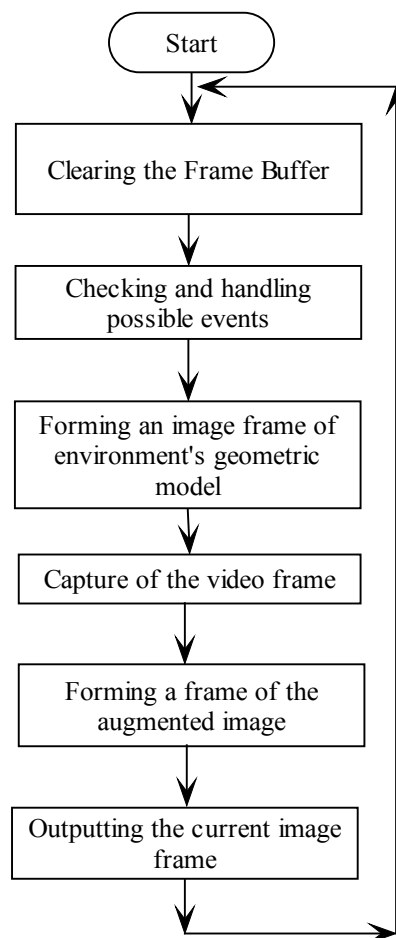 Start
Clearing the Frame Buffer
Checking and handling
possible events
Forming an image frame of
environment's geometric
model
Capture of the video frame
Forming a frame of the
augmented image
Outputting the current image
frame